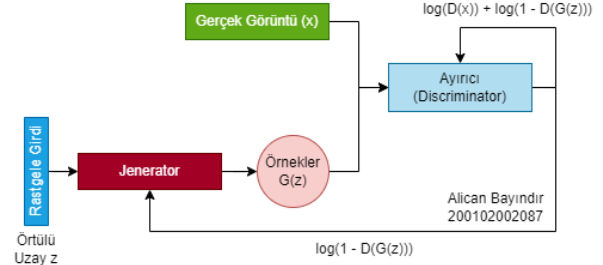 log(D(x)) + log(1 - D(G(z)))
Gerçek Görüntü (x)
Ayırıcı
(Discriminator)
Rastgele Girdi
Jenerator
Örnekler
G(z)
Alican Bayındır
200102002087
Örtülü
Uzay z
log(1 - D(G(z)))